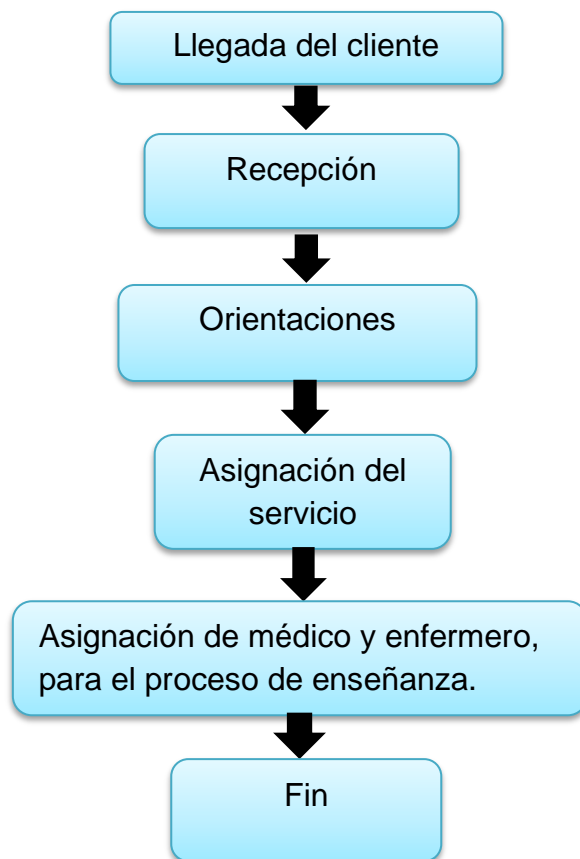 Llegada del cliente
Recepción
Orientaciones
Asignación del
servicio
Asignación de médico y enfermero,
para el proceso de enseñanza.
Fin